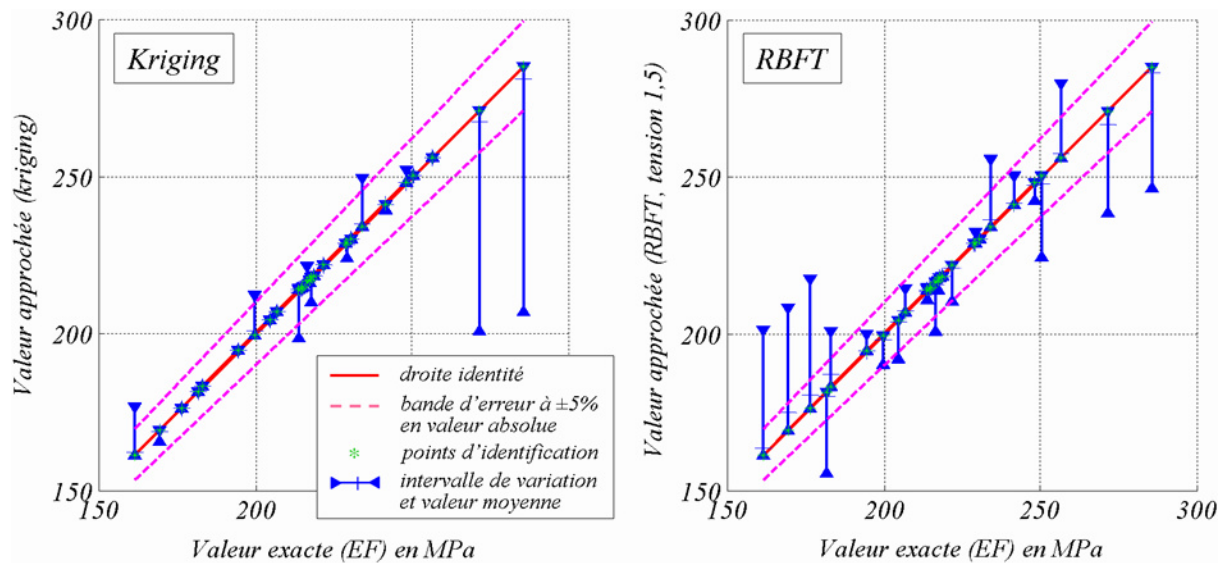 300
Kriging
250
200
150
Valeur approchée (kriging)
droite identité
bande d'erreur à ±5%
en valeur absolue
points d'identification
intervalle de variation
et valeur moyenne
150
200
Valeur exacte (EF) en MPa
300
RBFT
250
200
150
Valeur approchée (RBFT, tension 1,5)
150
200
250
300
Valeur exacte (EF) en MPa